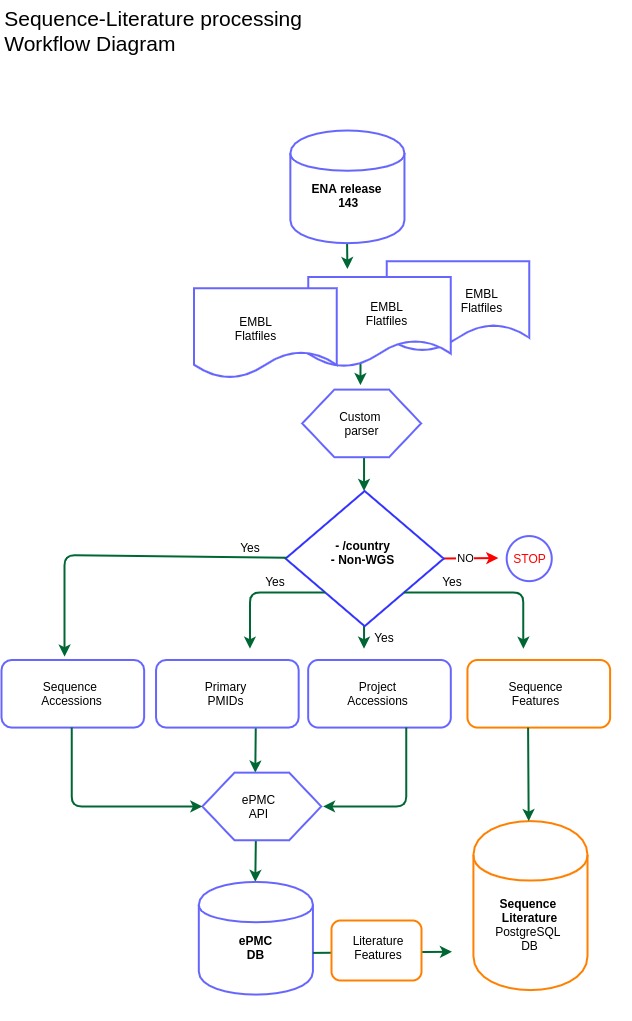 Sequence-Literature processing
Workflow Diagram
ENA release
143
EMBL
Flatfiles
EMBL
Flatfiles
EMBL
Flatfiles
Custom
parser
- /country
- Non-WGS
Yes
NO
STOP
Yes
Yes
Yes
Sequence
Accessions
Primary
PMIDs
Project
Accessions
Sequence
Features
ePMC
API
Sequence
Literature
PostgreSQL
DB
ePMC
DB
Literature
Features